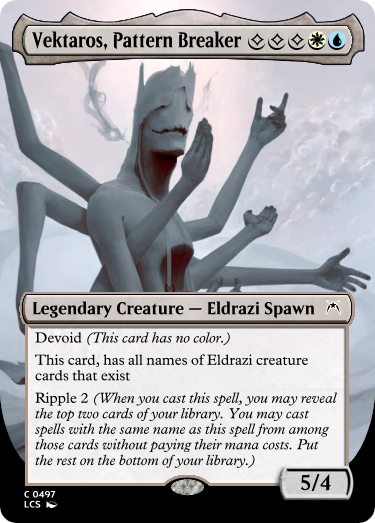 Vektaros, Pattern Breaker
Legendary Creature — Eldrazi Spawn
Devoid (This card has no color.)
This card, has all names of Eldrazi creature
cards that exist
Ripple 2 (When you cast this spell, you may reveal
the top two cards of your library. You may cast
spells with the same name as this spell from among
those cards without paying their mana costs. Put
the rest on the bottom of your library.)
5/4
C 0497
LCS